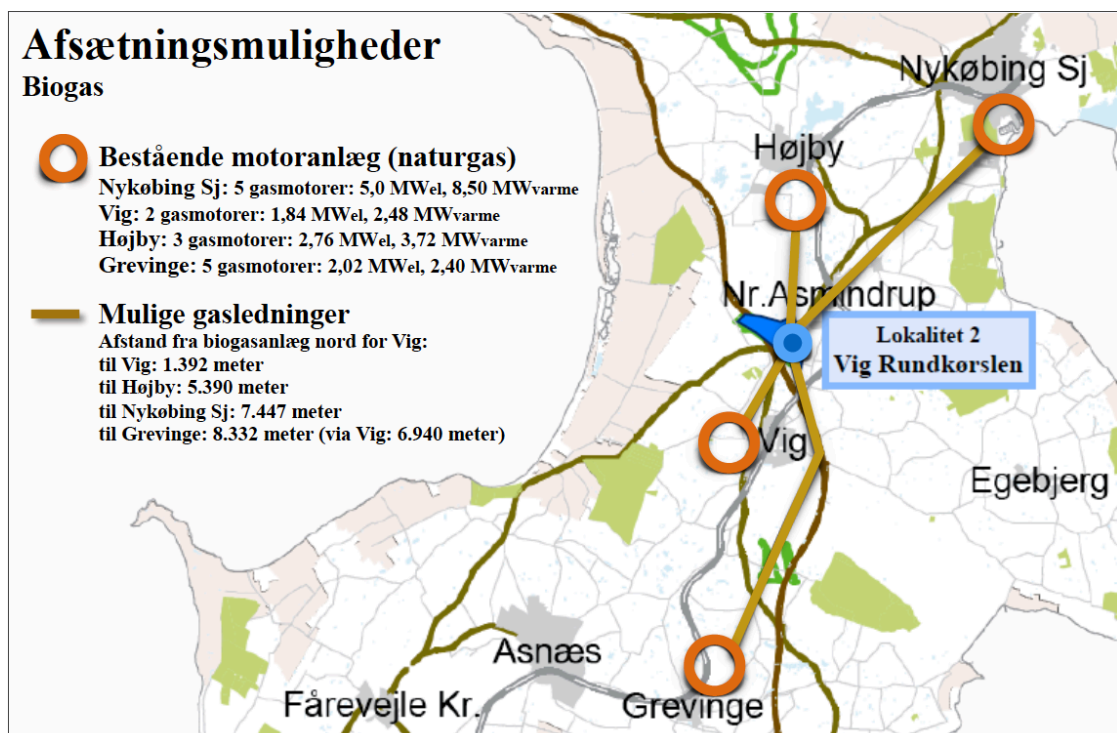 Afsætningsmuligheder
Biogas
Bestående motoranlæg (naturgas)
Nykøbing Sj: 5 gasmotorer: 5,0 MWel, 8,50 MWvarme
Vig: 2 gasmotorer: 1,84 MWel, 2,48 MWvarme
Højby: 3 gasmotorer: 2,76 MWel, 3,72 MWvarme
Grevinge: 5 gasmotorer: 2,02 MWel, 2,40 MWvarme
Mulige gasledninger
Afstand fra biogasanlæg nord for Vig:
til Vig: 1.392 meter
til Højby: 5.390 meter
til Nykøbing Sj: 7.447 meter
til Grevinge: 8.332 meter (via Vig: 6.940 meter)
Nykøbing Sj
Højby
Nr.Asmindrup
Lokalitet 2
Vig Rundkørslen
Vig
Egebjerg
Asnæs
Fårevejle Kr.
Grevinge